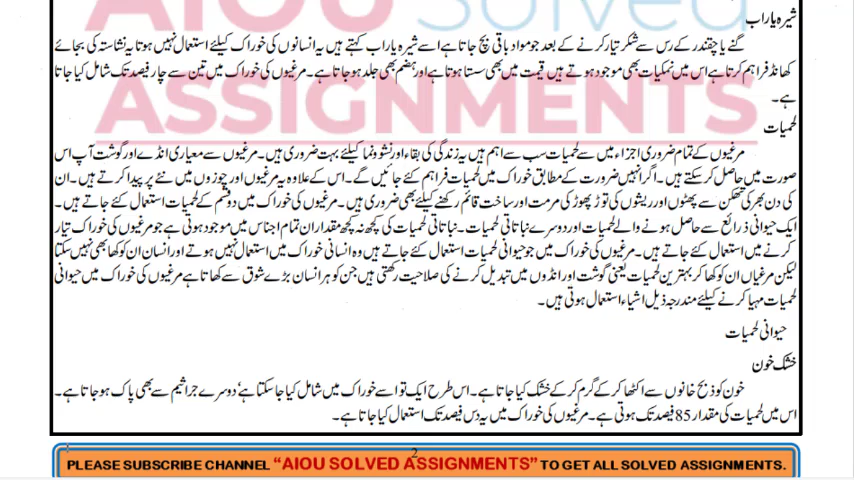 AIOU Solved
ASSIGNMENTS
شیرہ یا راب
گنے یا چقندر کے رس سے شکر تیار کرنے کے بعد جو مواد باقی بچ جاتا ہے اسے شیرہ یا راب کہتے ہیں یہ انسانوں کی خوراک کیلئے استعمال نہیں ہوتا یہ نشاستہ کی بجائے
کھانڈ فراہم کرتا ہے اس میں نمکیات بھی موجود ہوتے ہیں قیمت میں بھی سستا ہوتا ہے اور ہضم بھی جلد ہو جاتا ہے۔ مرغیوں کی خوراک میں تین سے چار فیصد تک شامل کیا جاتا
ہے۔
لحمیات
مرغیوں کے تمام ضروری اجزاء میں سے لحمیات سب سے اہم ہیں یہ زندگی کی بقاء اور نشوونما کیلئے بہت ضروری ہیں۔ مرغیوں سے معیاری انڈے اور گوشت آپ اس
صورت میں حاصل کر سکتے ہیں۔ اگر انہیں ضرورت کے مطابق خوراک میں لحمیات فراہم کئے جائیں گے۔ اس کے علاوہ یہ مرغیوں اور چوزوں میں نئے پر پیدا کرتے ہیں۔ ان
کی دن بھر کی تھکن سے پٹھوں اور ریشوں کی توڑ پھوڑ کی مرمت اور ساخت قائم رکھنے کیلئے بھی ضروری ہیں۔ مرغیوں کی خوراک میں دو قسم کے لحمیات استعمال کئے جاتے ہیں۔
ایک حیوانی ذرائع سے حاصل ہونے والے لحمیات اور دوسرے نباتاتی لحمیات۔ نباتاتی لحمیات کی کچھ نہ کچھ مقدار ان تمام اجناس میں موجود ہوتی ہے جو مرغیوں کی خوراک تیار
کرنے میں استعمال کئے جاتے ہیں۔ مرغیوں کی خوراک میں جو حیوانی لحمیات استعمال کئے جاتے ہیں وہ انسانی خوراک میں استعمال نہیں ہوتے اور انسان ان کو کھا بھی نہیں سکتا
لیکن مرغیاں ان کو کھا کر بہترین لحمیات یعنی گوشت اور انڈوں میں تبدیل کرنے کی صلاحیت رکھتی ہیں جن کو ہر انسان بڑے شوق سے کھاتا ہے مرغیوں کی خوراک میں حیوانی
لحمیات مہیا کرنے کیلئے مندرجہ ذیل اشیاء استعمال ہوتی ہیں۔
حیوانی لحمیات
خشک خون
خون کو ذبح خانوں سے اکٹھا کر کے گرم کر کے خشک کیا جاتا ہے۔ اس طرح ایک تو اسے خوراک میں شامل کیا جا سکتا ہے، دوسرے جراثیم سے بھی پاک ہو جاتا ہے۔
اس میں لحمیات کی مقدار 85 فیصد تک ہوتی ہے۔ مرغیوں کی خوراک میں یہ دس فیصد تک استعمال کیا جاتا ہے۔
2
PLEASE SUBSCRIBE CHANNEL “AIOU SOLVED ASSIGNMENTS” TO GET ALL SOLVED ASSIGNMENTS.